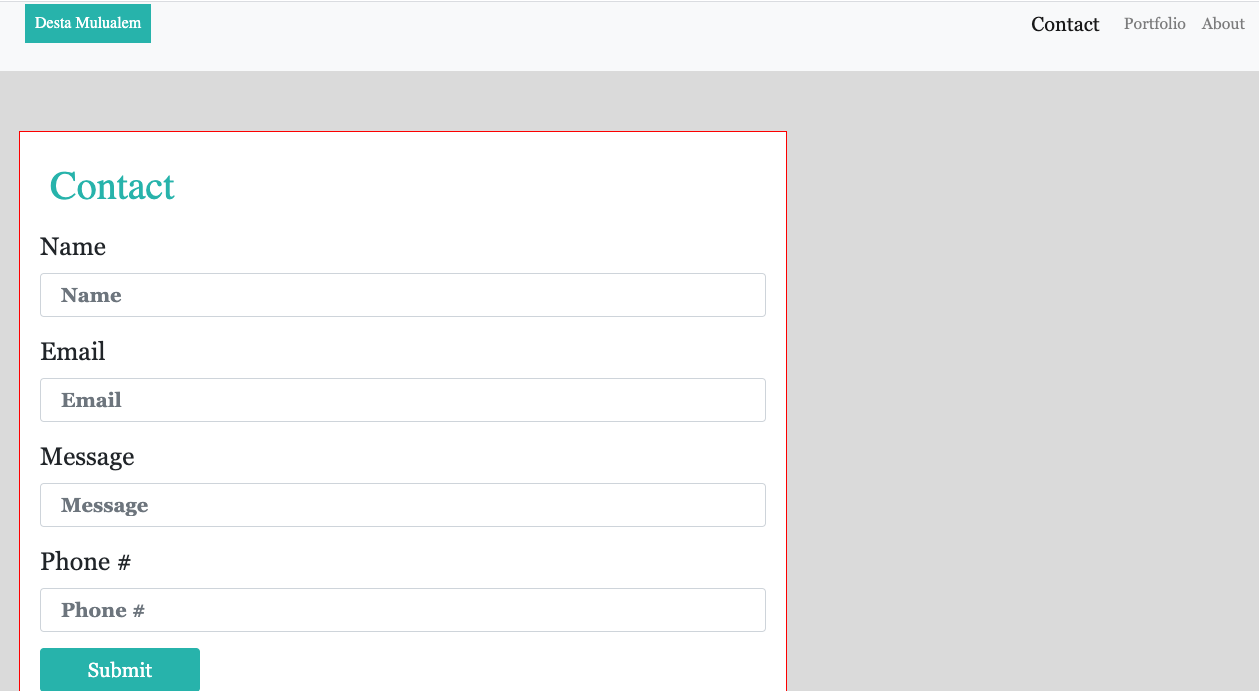 Desta Mulualem
Contact Portfolio About
Contact
Name
Name
Email
Email
Message
Message
Phone #
Phone #
Submit